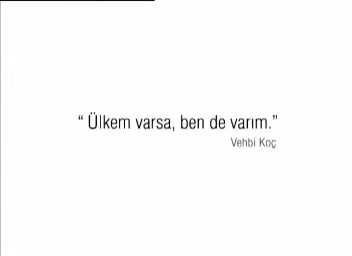 “ Ülkem varsa, ben de varım.”
Vehbi Koç